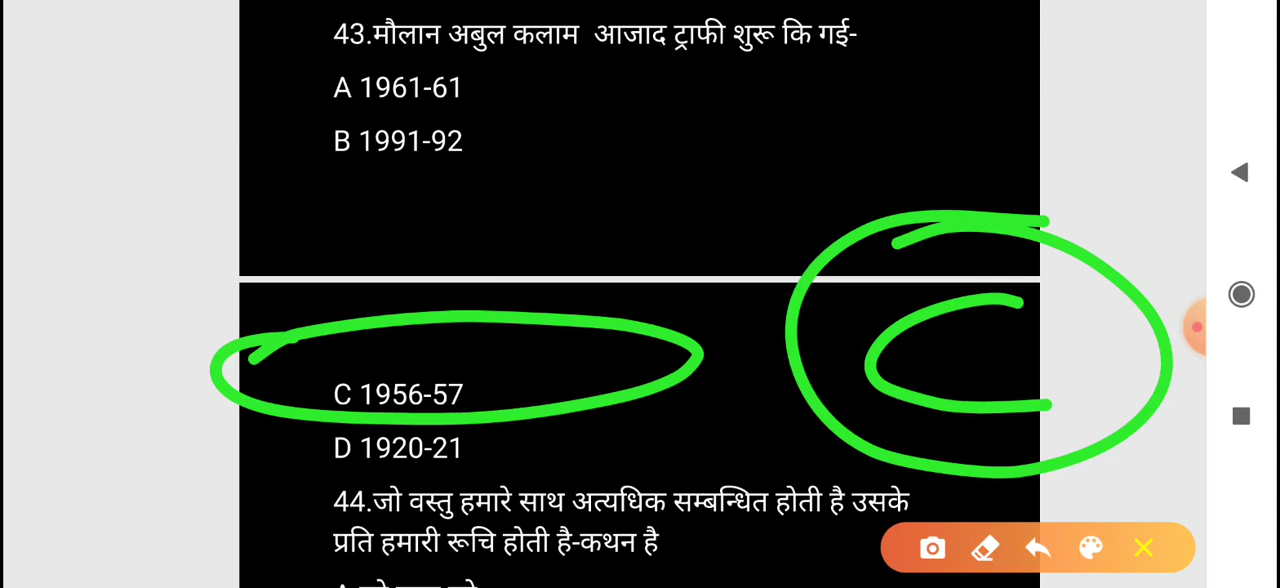 43.मौलान अबुल कलाम आजाद ट्राफी शुरू कि गई-
A 1961-61
B 1991-92
C 1956-57
D 1920-21
44.जो वस्तु हमारे साथ अत्यधिक सम्बन्धित होती है उसके
प्रति हमारी रूचि होती है-कथन है